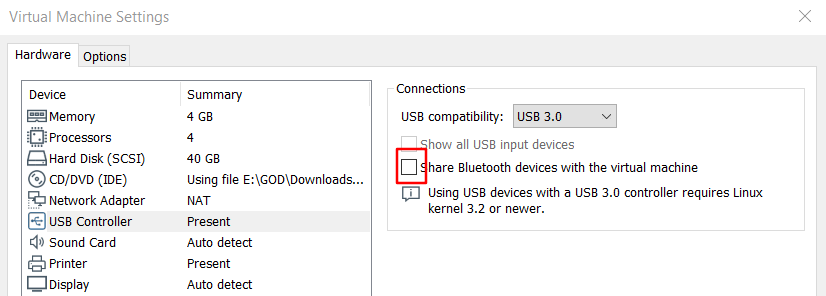 Virtual Machine Settings
Hardware Options
Device Summary
Memory 4 GB
Processors 4
Hard Disk (SCSI) 40 GB
CD/DVD (IDE) Using file E:\GOD\Downloads...
Network Adapter NAT
USB Controller Present
Sound Card Auto detect
Printer Present
Display Auto detect
Connections
USB compatibility: USB 3.0
Show all USB input devices
Share Bluetooth devices with the virtual machine
Using USB devices with a USB 3.0 controller requires Linux
kernel 3.2 or newer.